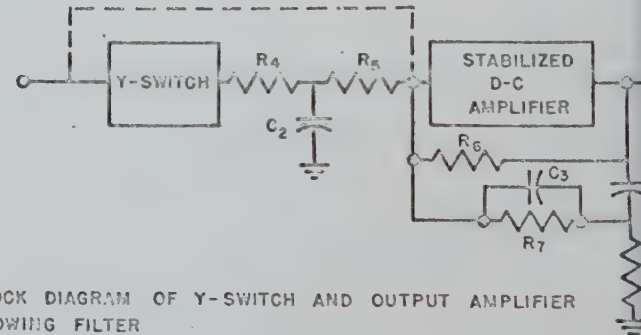 Y-SWITCH
R4
R5
STABILIZED
D-C
AMPLIFIER
C2
R6
C3
R7
OCK DIAGRAM OF Y-SWITCH AND OUTPUT AMPLIFIER
OWING FILTER